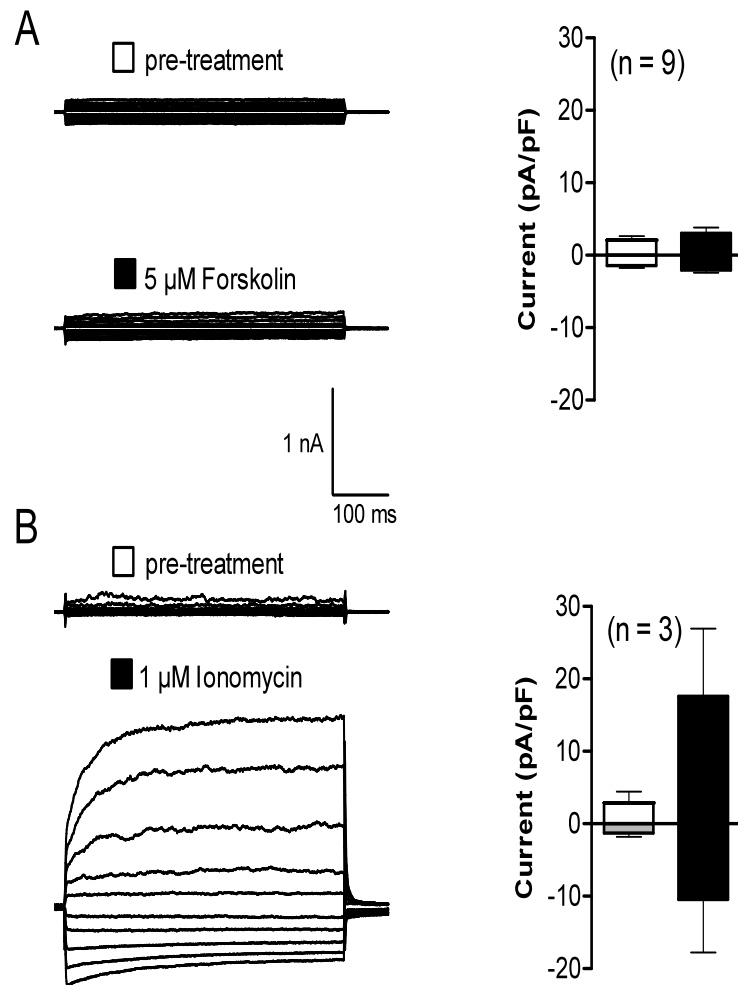 A
pre-treatment
5 µM Forskolin
1 nA
100 ms
30
20
10
0
-10
-20
Current (pA/pF)
(n = 9)
B
pre-treatment
1 µM Ionomycin
30
20
10
0
-10
-20
Current (pA/pF)
(n = 3)